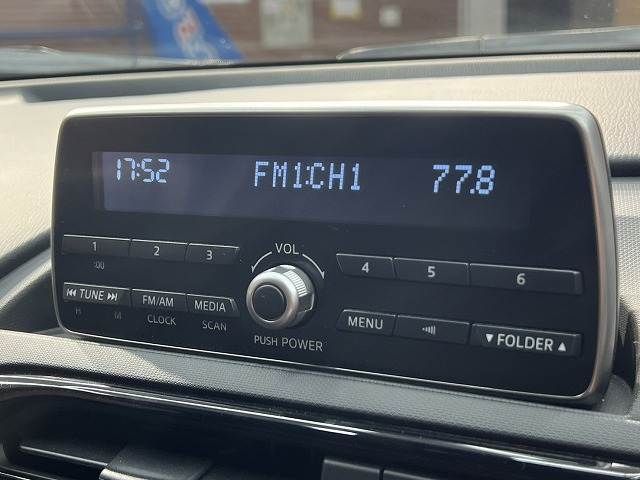 17:52 FM1:CH1 77.8
1 2 3 VOL 4 5 6
:00
TUNE FM/AM MEDIA MENU ▼FOLDER▲
H M CLOCK SCAN PUSH POWER